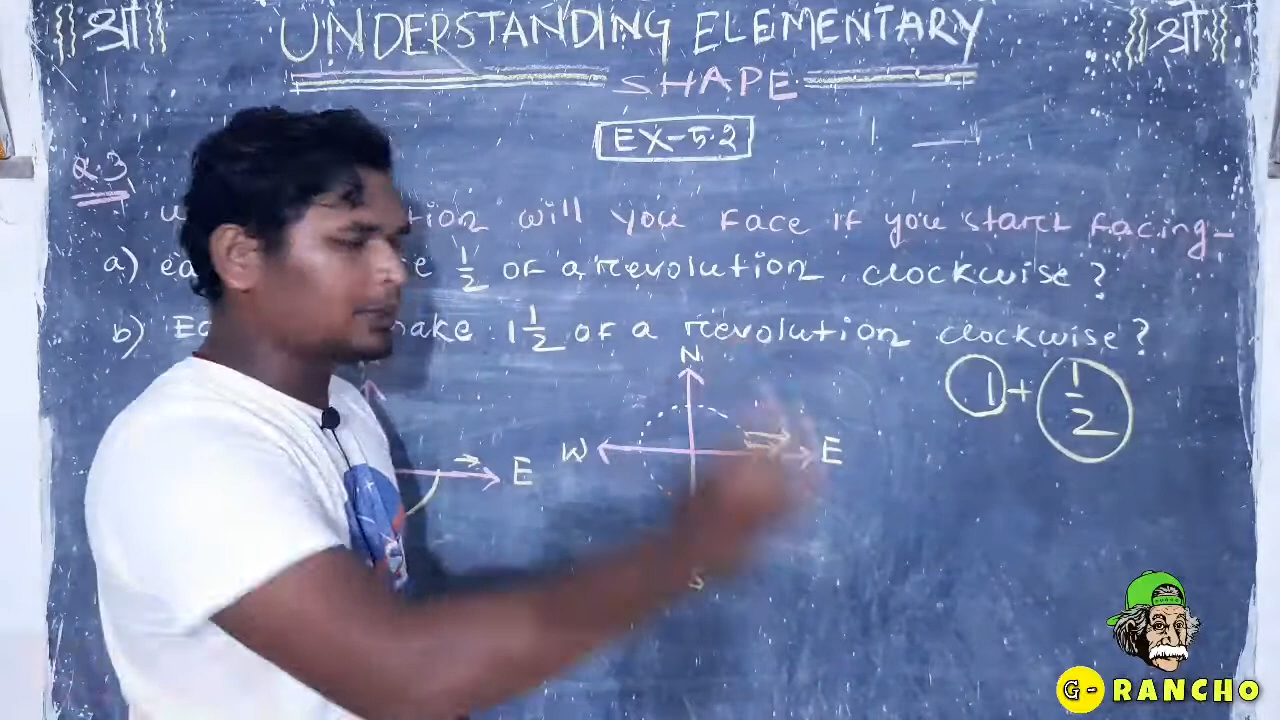 श्री UNDERSTANDING ELEMENTARY श्री
SHAPE
EX-5.2
Q.3
tion will you Face if you start facing-
a) ea e 1/2 of a revolution clockwise?
b) Ea make 1 1/2 of a revolution clockwise?
N
1 + 1/2
W E
E
S
G-RANCHO